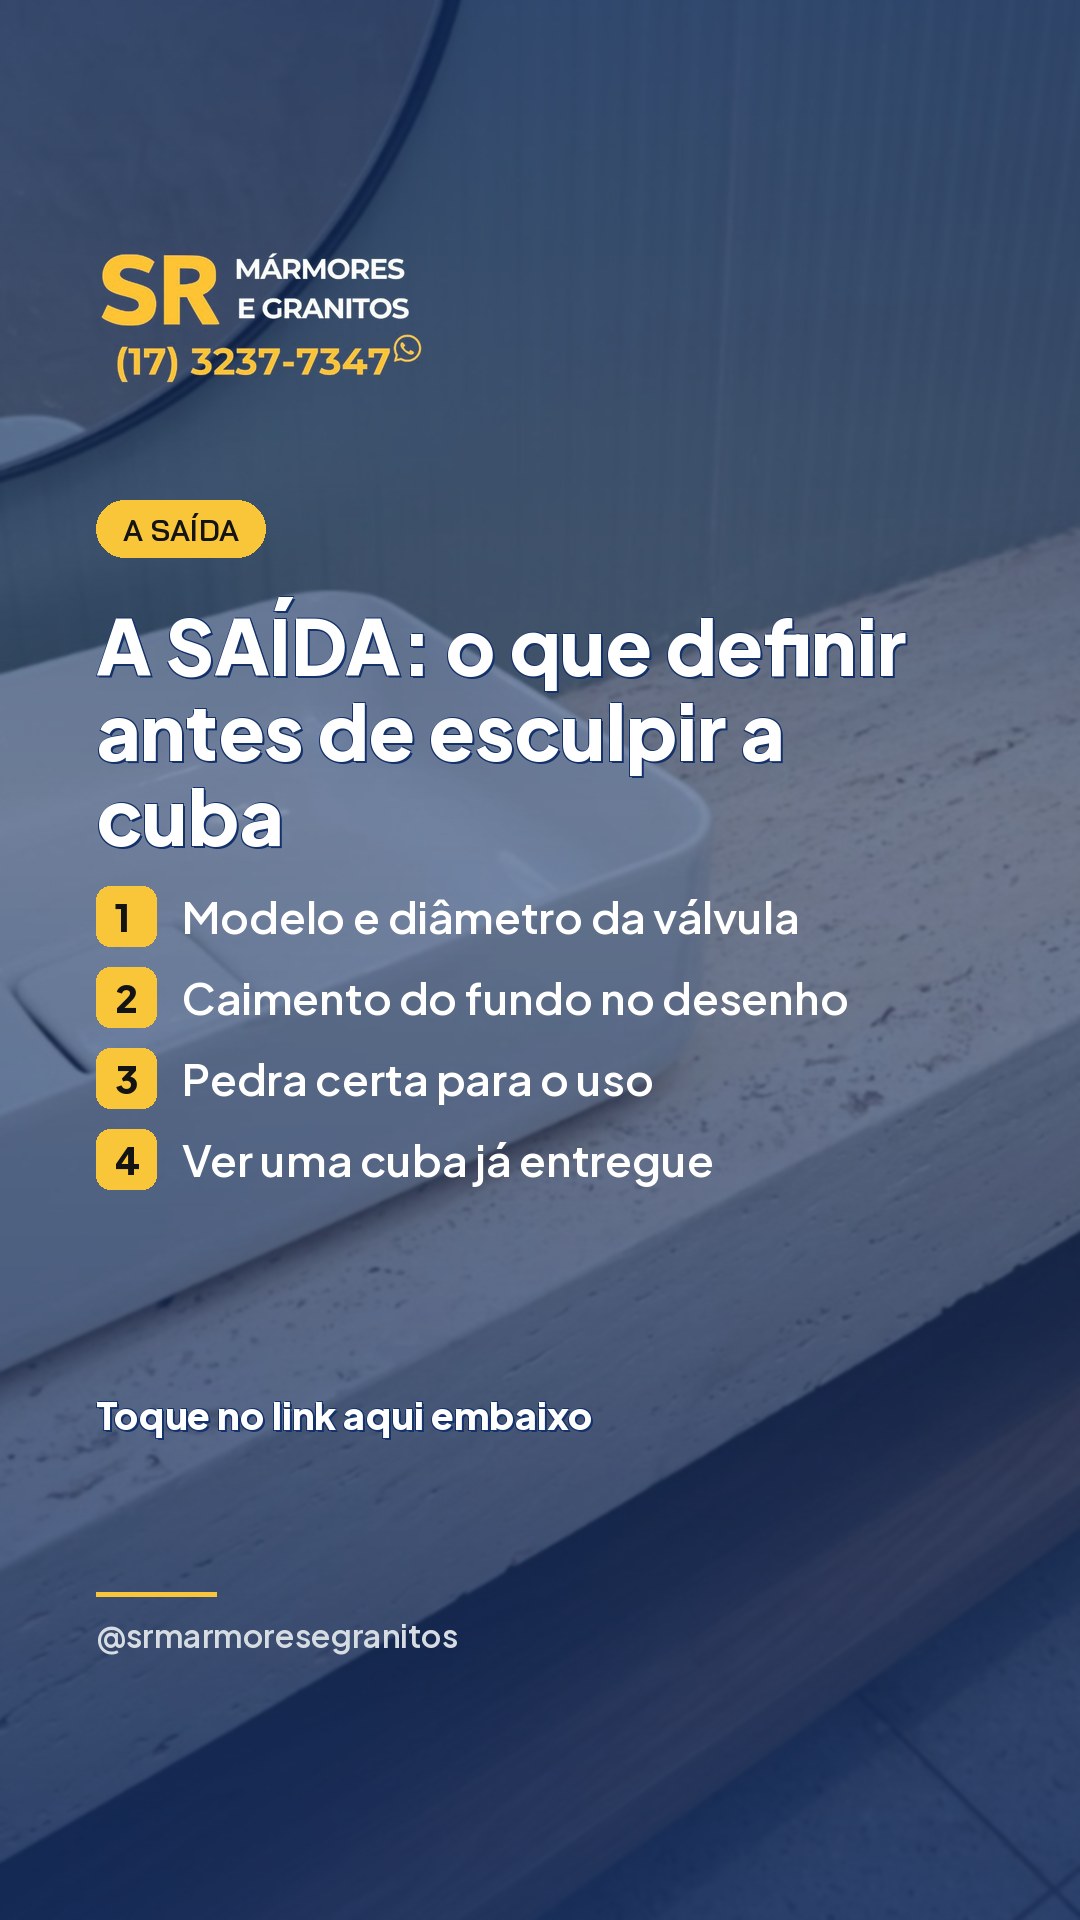 SR MÁRMORES
E GRANITOS
(17) 3237-7347
A SAÍDA
A SAÍDA: o que definir
antes de esculpir a
cuba
1 Modelo e diâmetro da válvula
2 Caimento do fundo no desenho
3 Pedra certa para o uso
4 Ver uma cuba já entregue
Toque no link aqui embaixo
@srmarmoresegranitos